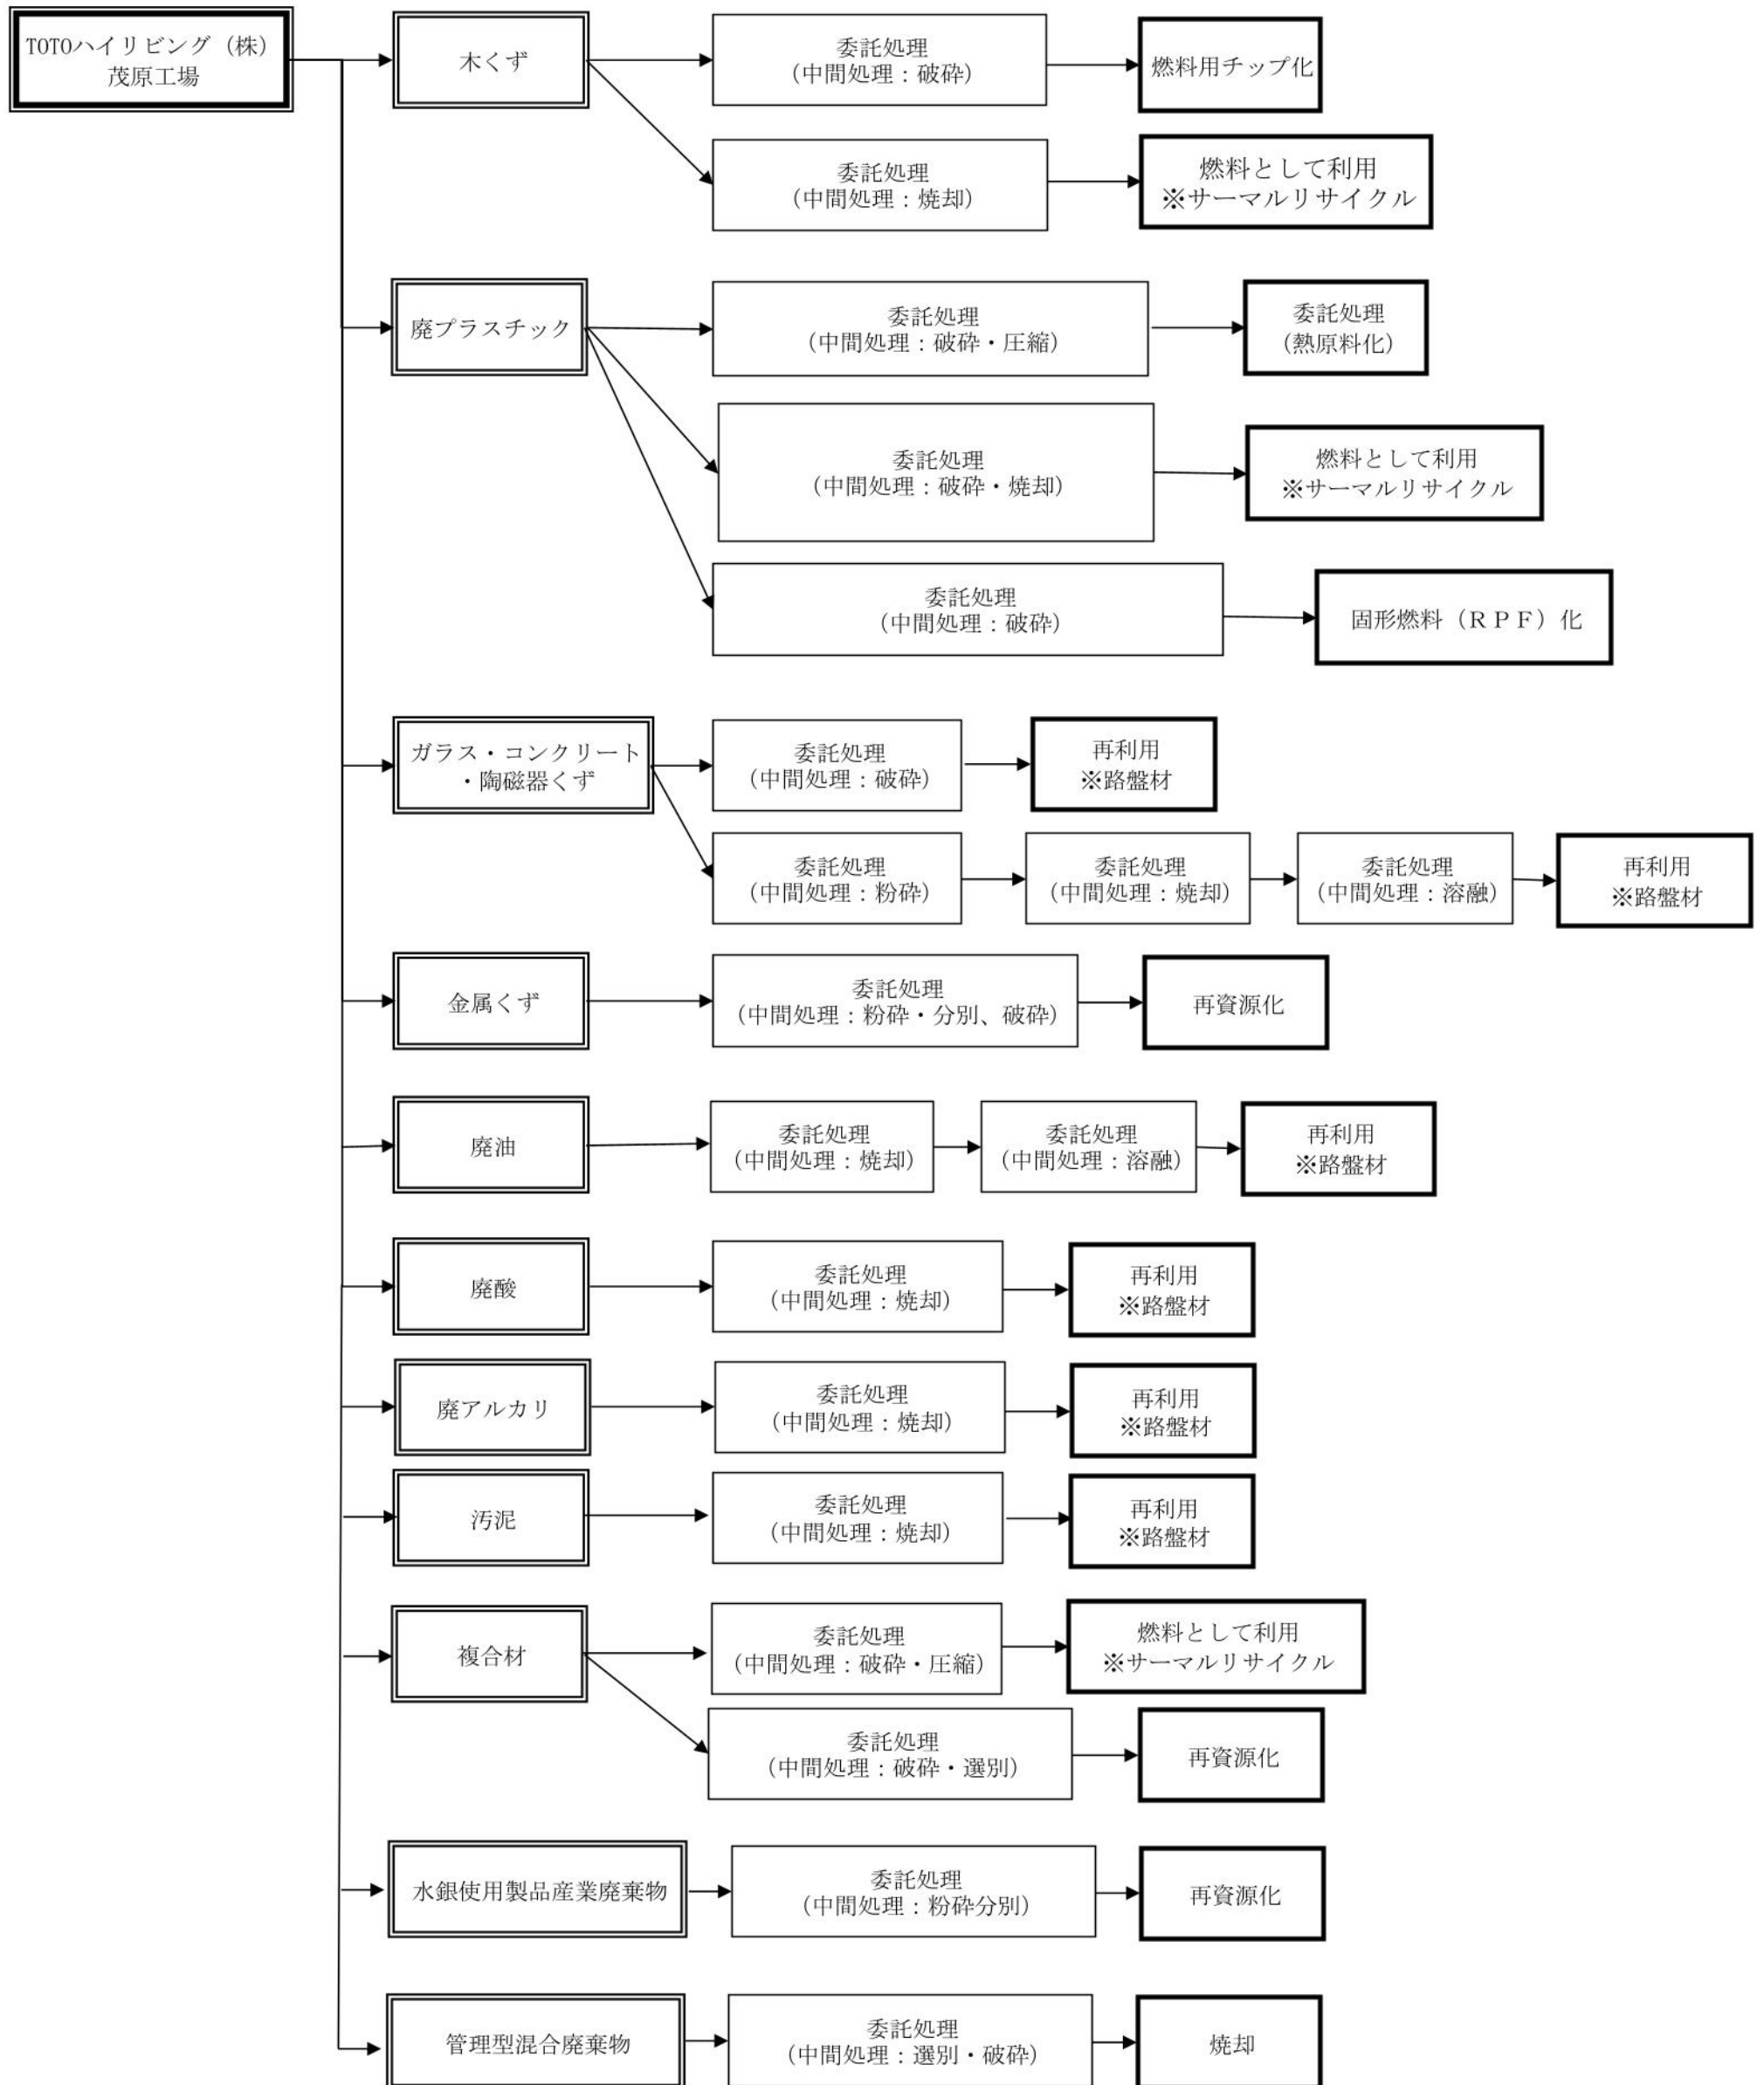 TOTOハイリビング（株）
茂原工場
木くず
委託処理
（中間処理：破砕）
燃料用チップ化
委託処理
（中間処理：焼却）
燃料として利用
※サーマルリサイクル
廃プラスチック
委託処理
（中間処理：破砕・圧縮）
委託処理
（熱原料化）
委託処理
（中間処理：破砕・焼却）
燃料として利用
※サーマルリサイクル
委託処理
（中間処理：破砕）
固形燃料（ＲＰＦ）化
ガラス・コンクリート
・陶磁器くず
委託処理
（中間処理：破砕）
再利用
※路盤材
委託処理
（中間処理：粉砕）
委託処理
（中間処理：焼却）
委託処理
（中間処理：溶融）
再利用
※路盤材
金属くず
委託処理
（中間処理：粉砕・分別、破砕）
再資源化
廃油
委託処理
（中間処理：焼却）
委託処理
（中間処理：溶融）
再利用
※路盤材
廃酸
委託処理
（中間処理：焼却）
再利用
※路盤材
廃アルカリ
委託処理
（中間処理：焼却）
再利用
※路盤材
汚泥
委託処理
（中間処理：焼却）
再利用
※路盤材
複合材
委託処理
（中間処理：破砕・圧縮）
燃料として利用
※サーマルリサイクル
委託処理
（中間処理：破砕・選別）
再資源化
水銀使用製品産業廃棄物
委託処理
（中間処理：粉砕分別）
再資源化
管理型混合廃棄物
委託処理
（中間処理：選別・破砕）
焼却